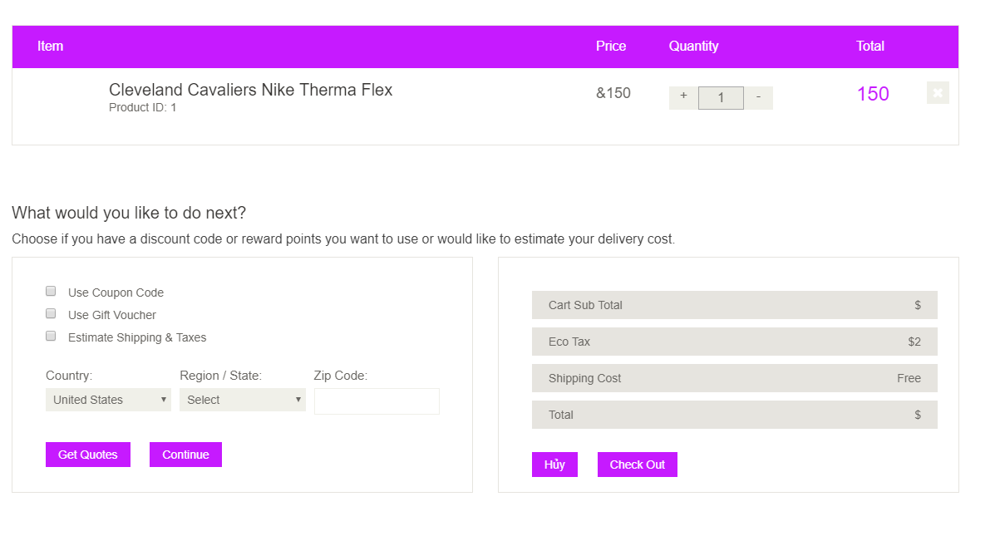 Item Price Quantity Total
Cleveland Cavaliers Nike Therma Flex &150 + 1 - 150
Product ID: 1
What would you like to do next?
Choose if you have a discount code or reward points you want to use or would like to estimate your delivery cost.
Use Coupon Code
Use Gift Voucher
Estimate Shipping & Taxes
Country: Region / State: Zip Code:
United States Select
Get Quotes Continue
Cart Sub Total $
Eco Tax $2
Shipping Cost Free
Total $
Hủy Check Out